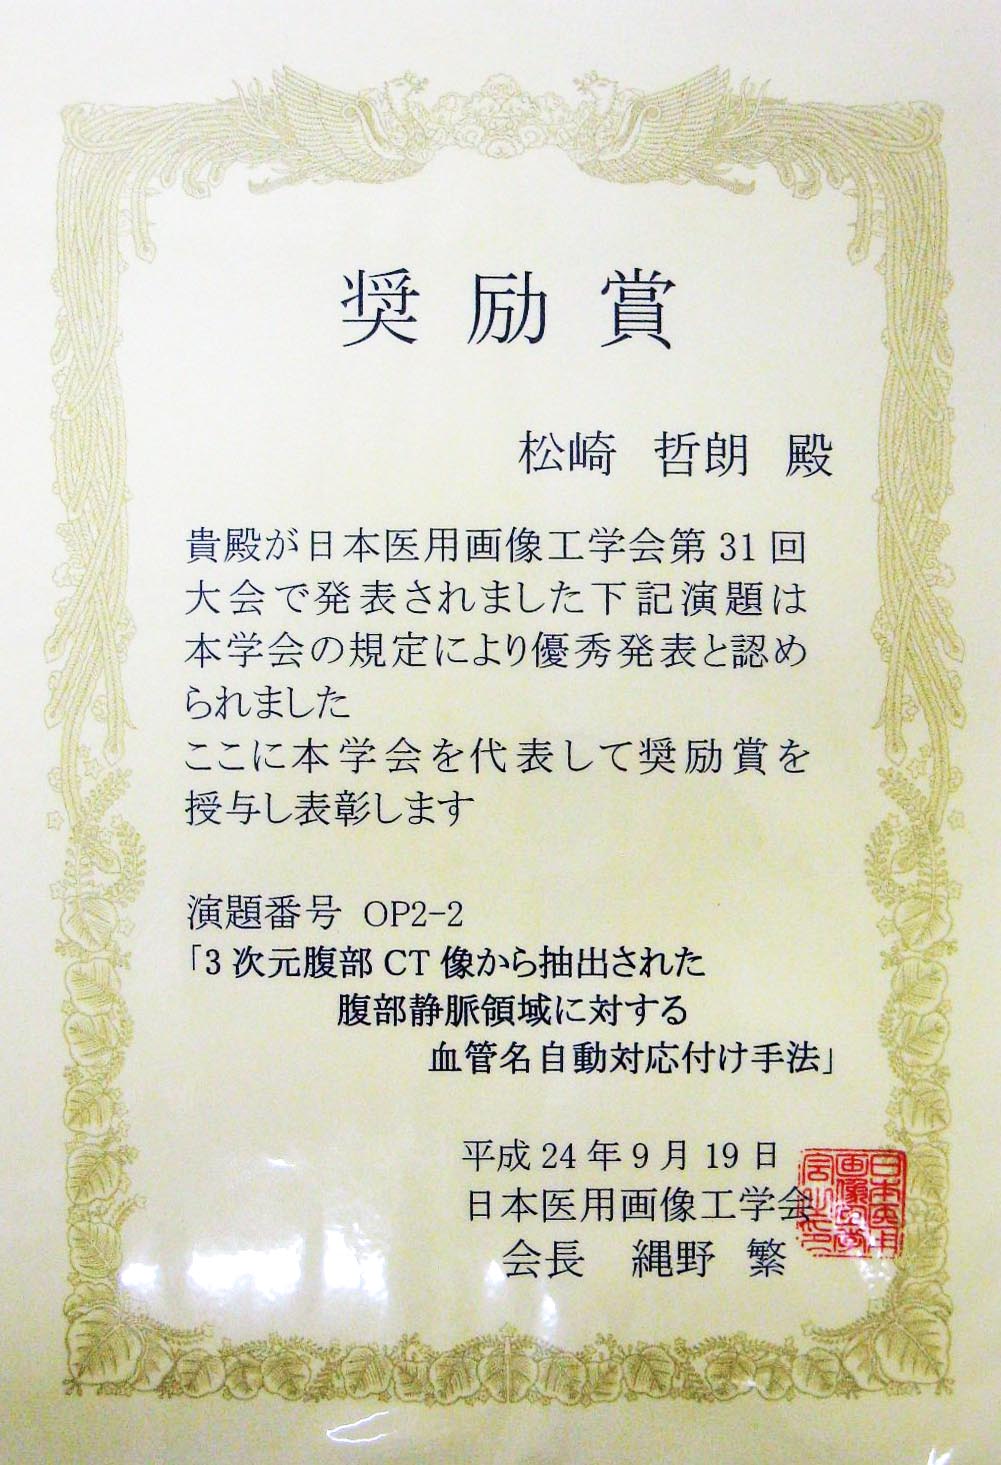 奨励賞
松崎 哲朗 殿
貴殿が日本医用画像工学会第31回
大会で発表されました下記演題は
本学会の規定により優秀発表と認め
られました
ここに本学会を代表して奨励賞を
授与し表彰します
演題番号 OP2-2
「3次元腹部CT像から抽出された
腹部静脈領域に対する
血管名自動対応付け手法」
平成24年9月19日
日本医用画像工学会
会長 縄野 繁